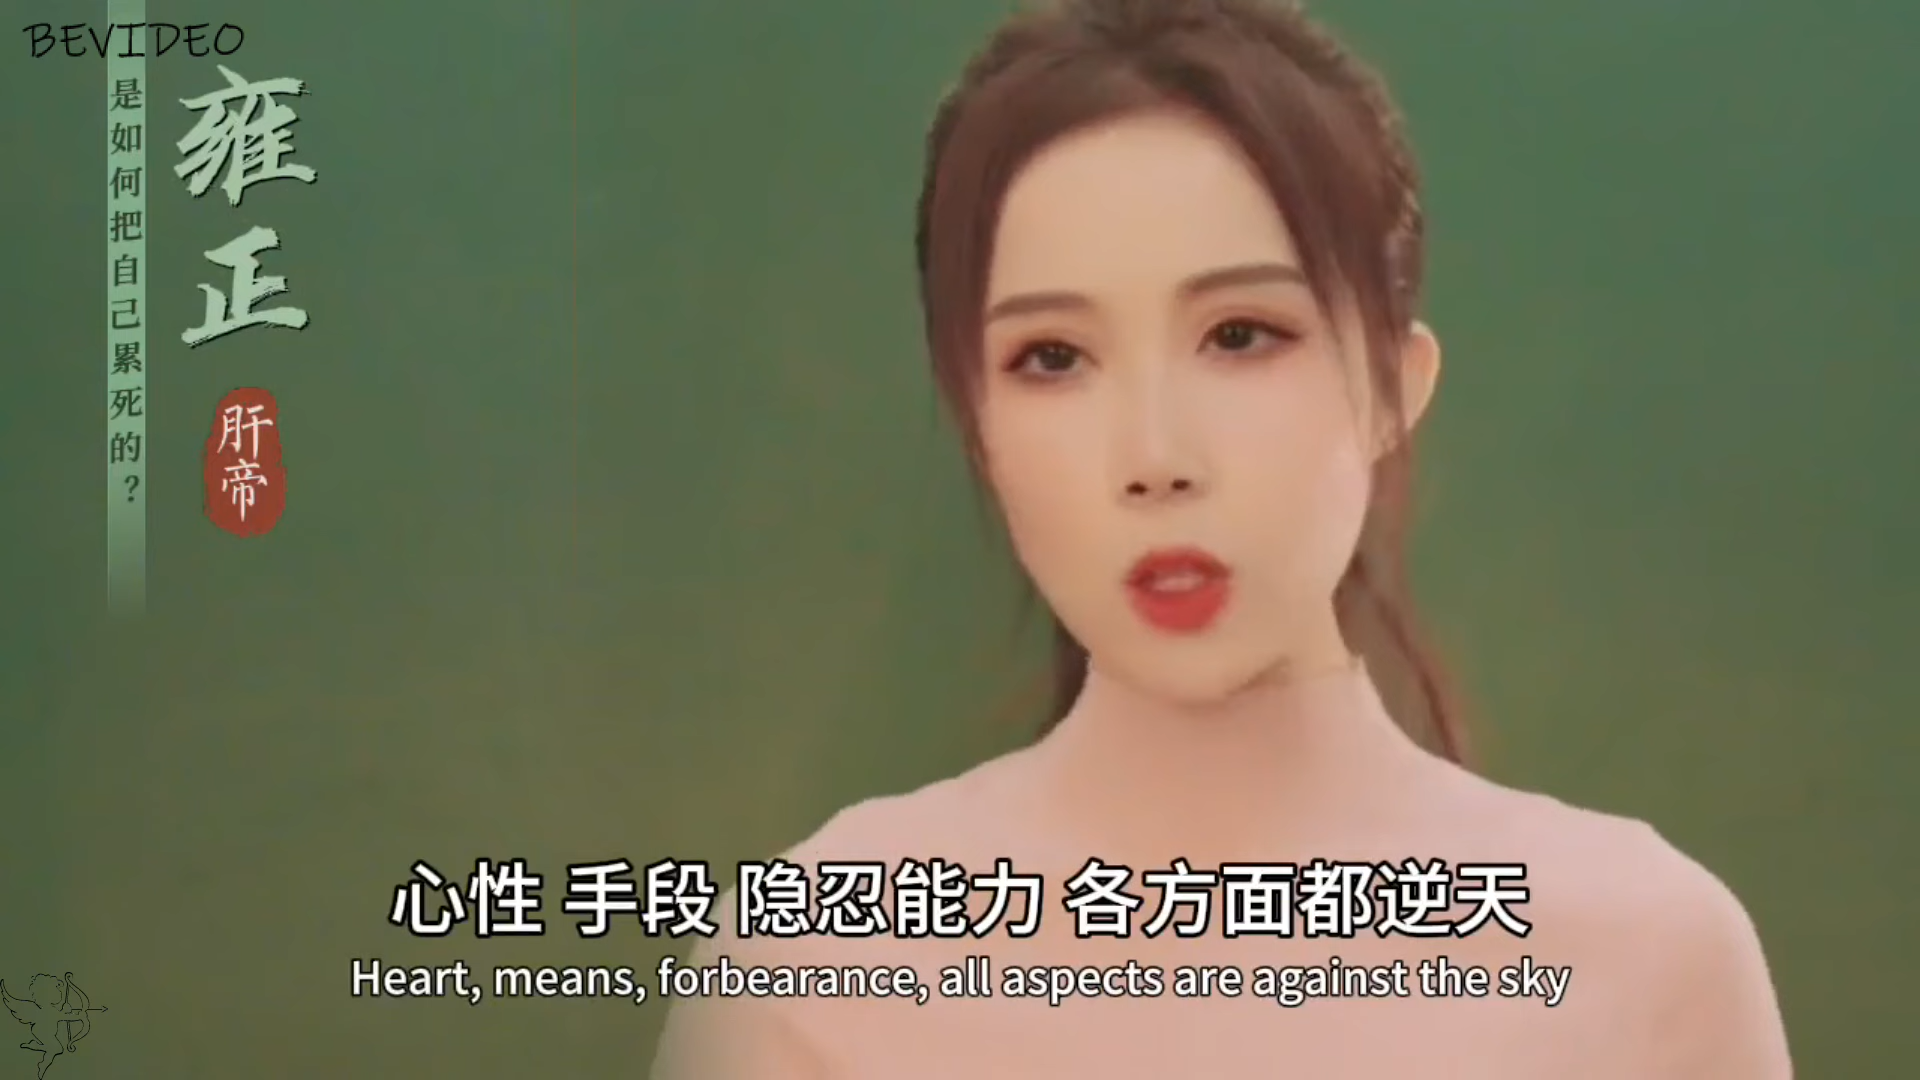 BEVIDEO
雍正
是如何把自己累死的？
肝帝
心性 手段 隐忍能力 各方面都逆天
Heart, means, forbearance, all aspects are against the sky